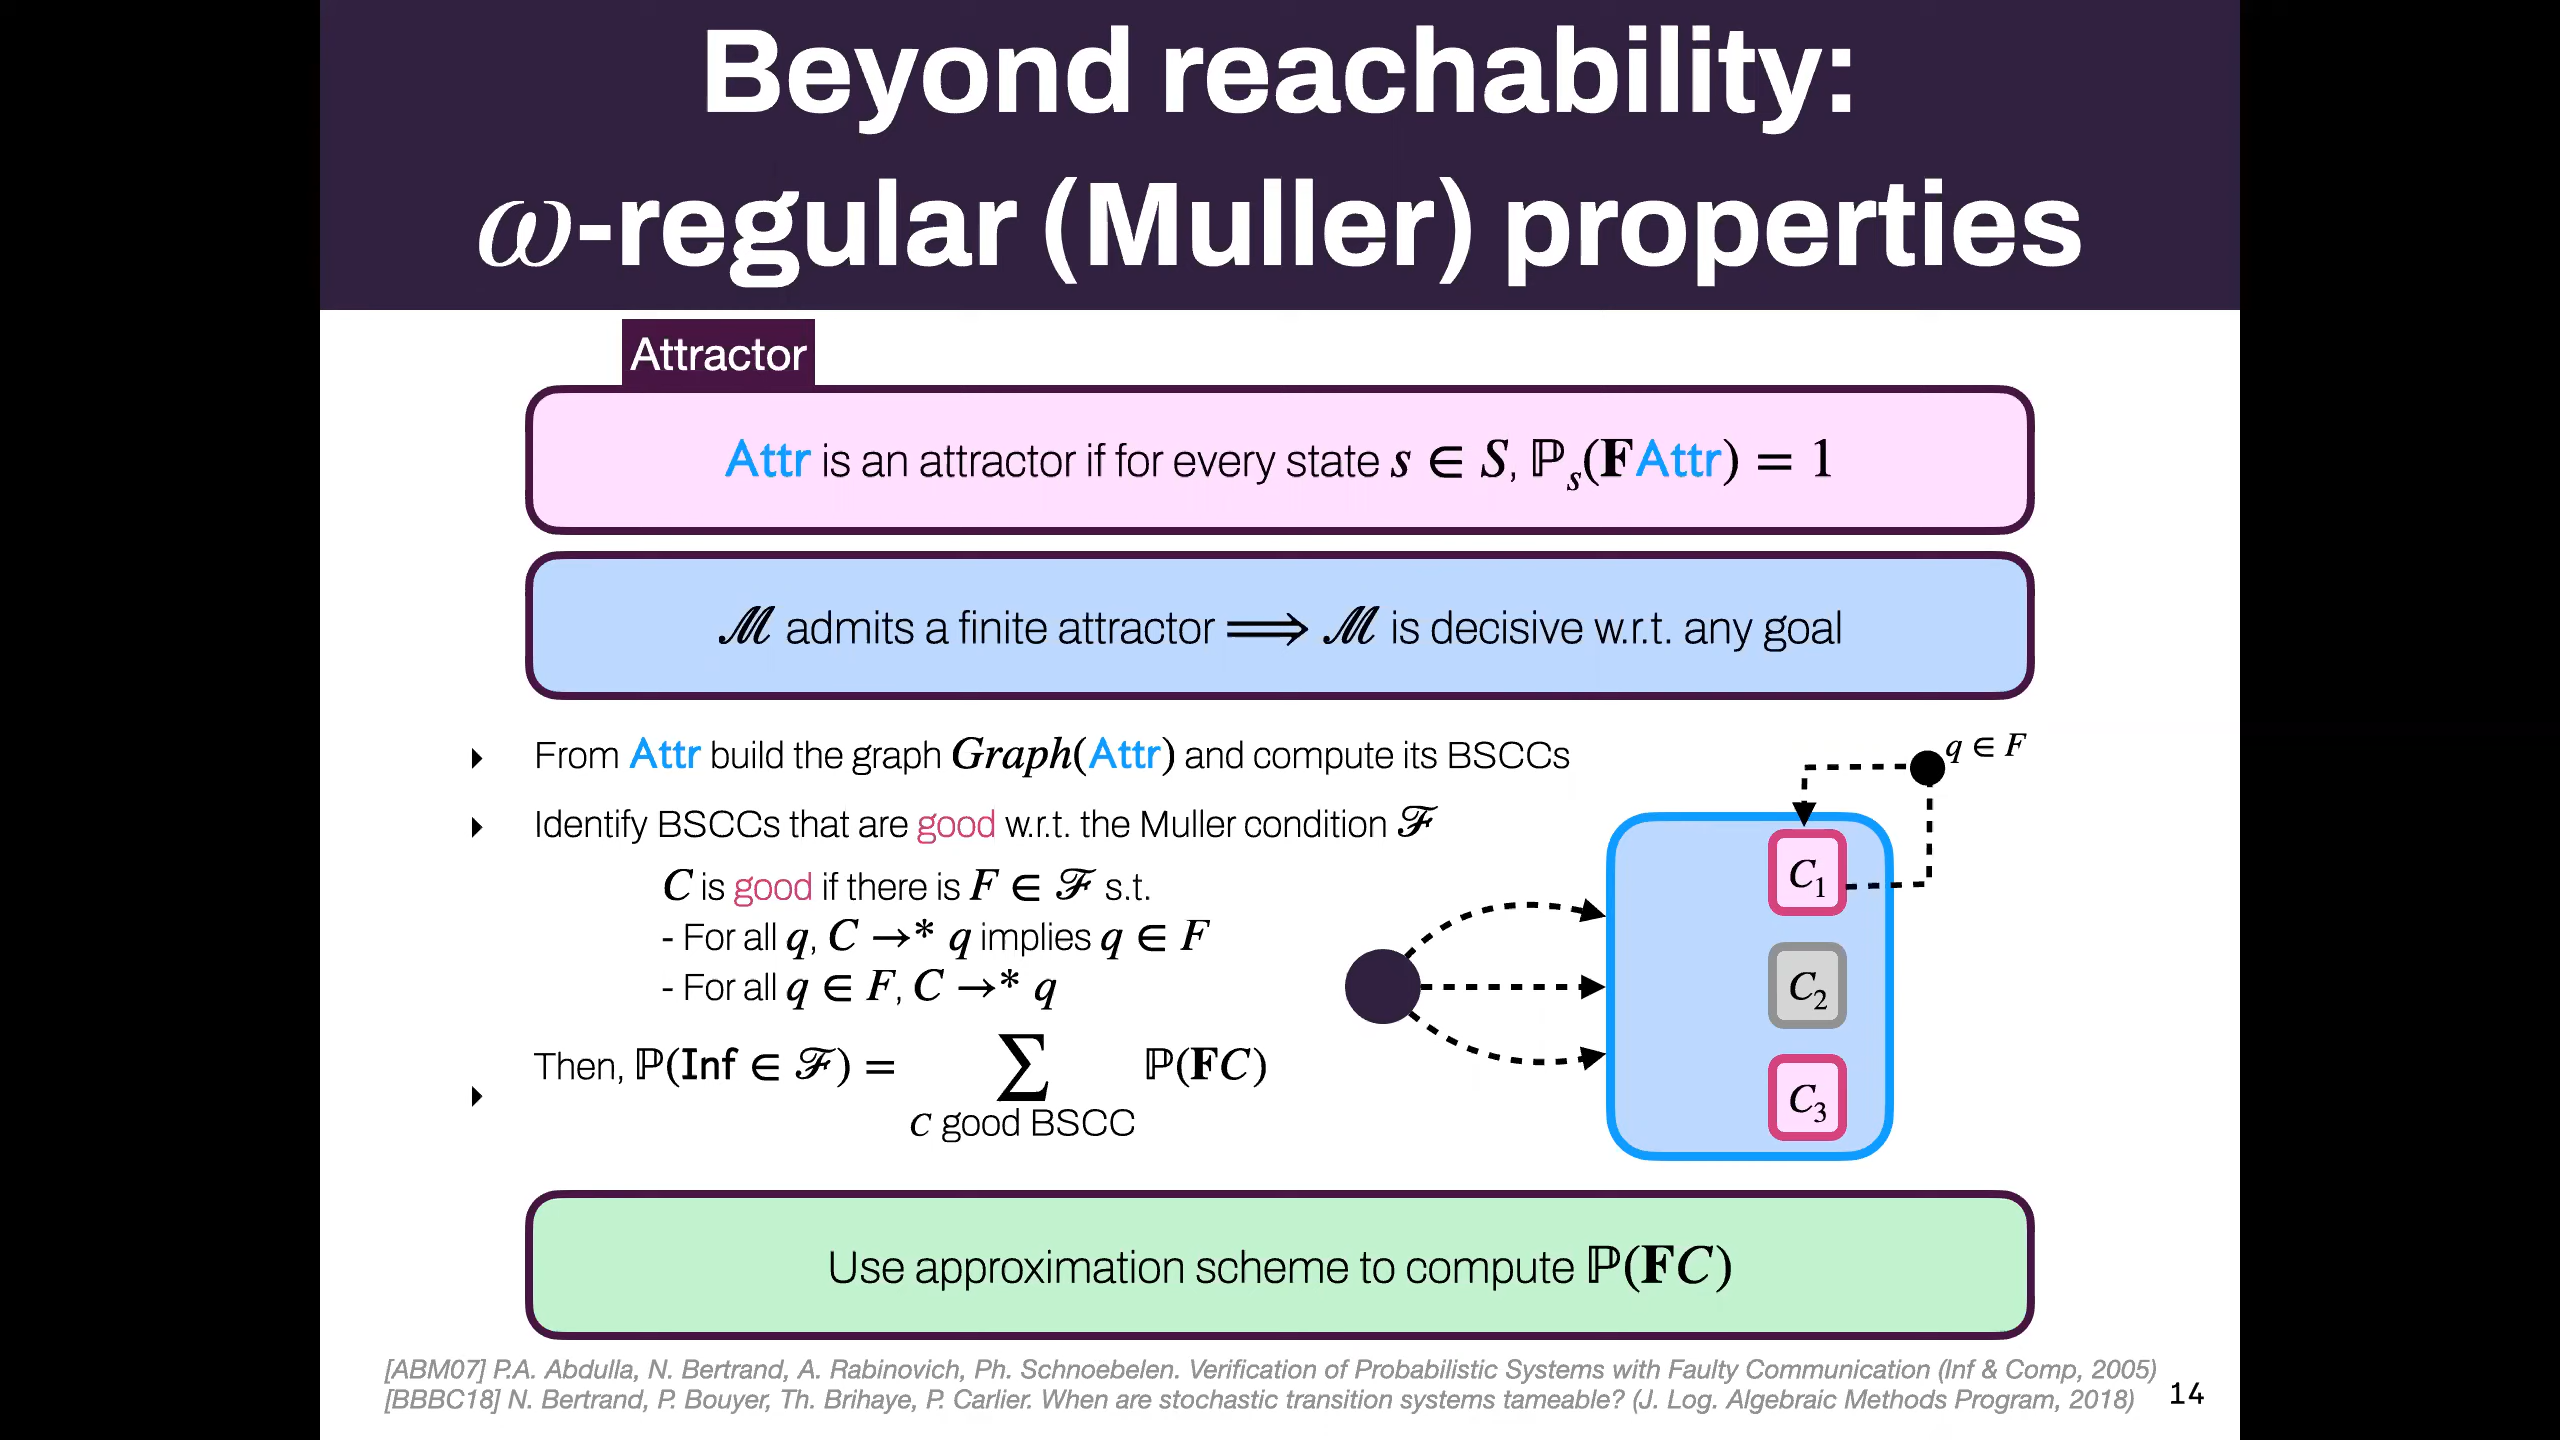 Beyond reachability:
ω-regular (Muller) properties
Attractor
Attr is an attractor if for every state s ∈ S, ℙₛ(𝐅Attr) = 1
ℳ admits a finite attractor ⟹ ℳ is decisive w.r.t. any goal
▸ From Attr build the graph Graph(Attr) and compute its BSCCs
▸ Identify BSCCs that are good w.r.t. the Muller condition ℱ
C is good if there is F ∈ ℱ s.t.
- For all q, C →* q implies q ∈ F
- For all q ∈ F, C →* q
▸ Then, ℙ(Inf ∈ ℱ) = ∑ ℙ(𝐅C)
C good BSCC
q ∈ F
C₁
C₂
C₃
Use approximation scheme to compute ℙ(𝐅C)
[ABM07] P.A. Abdulla, N. Bertrand, A. Rabinovich, Ph. Schnoebelen. Verification of Probabilistic Systems with Faulty Communication (Inf & Comp, 2005)
[BBBC18] N. Bertrand, P. Bouyer, Th. Brihaye, P. Carlier. When are stochastic transition systems tameable? (J. Log. Algebraic Methods Program, 2018)
14